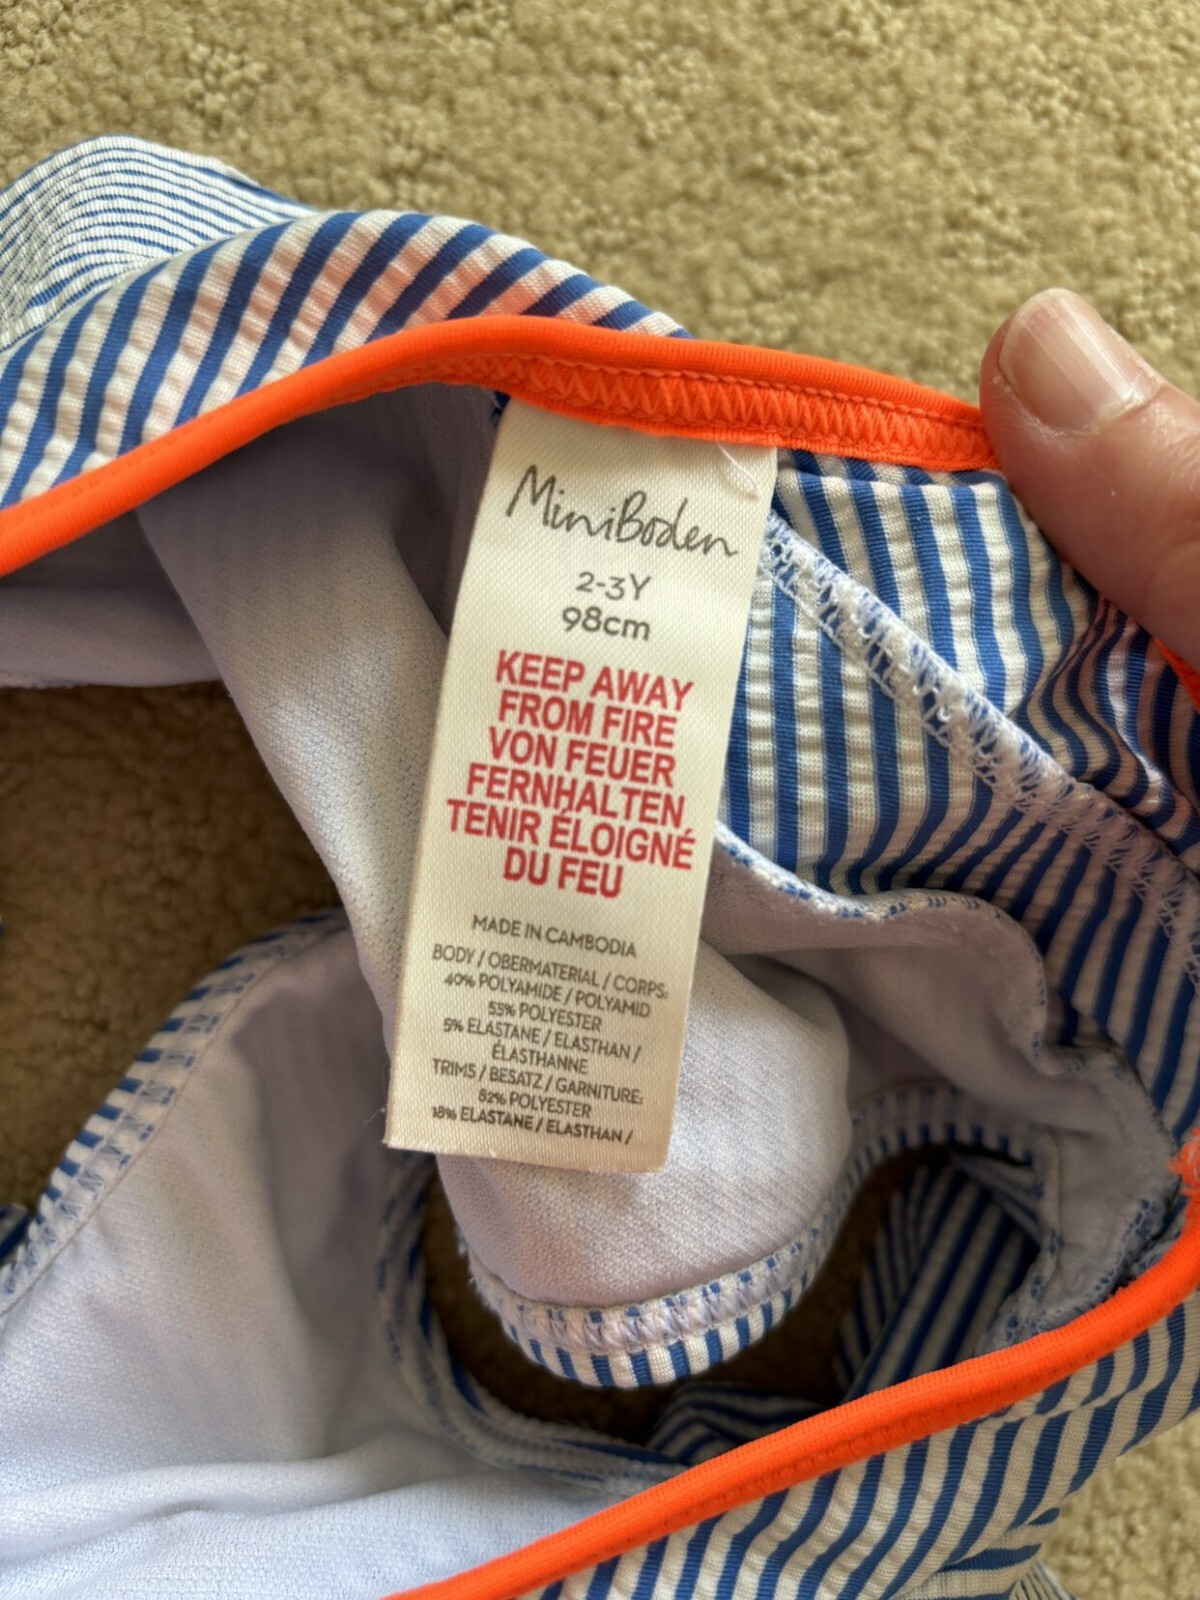 MiniBoden
2-3Y
98cm
KEEP AWAY
FROM FIRE
VON FEUER
FERNHALTEN
TENIR ÉLOIGNÉ
DU FEU
MADE IN CAMBODIA
BODY / OBERMATERIAL / CORPS:
40% POLYAMIDE / POLYAMID
55% POLYESTER
5% ELASTANE / ELASTHAN /
ÉLASTHANNE
TRIMS / BESATZ / GARNITURE:
82% POLYESTER
18% ELASTANE / ELASTHAN /